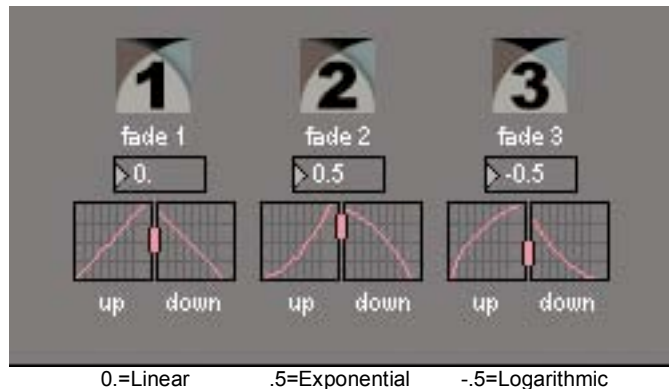 1 2 3
fade 1 fade 2 fade 3
0. 0.5 -0.5
up down up down up down
0.=Linear .5=Exponential -.5=Logarithmic